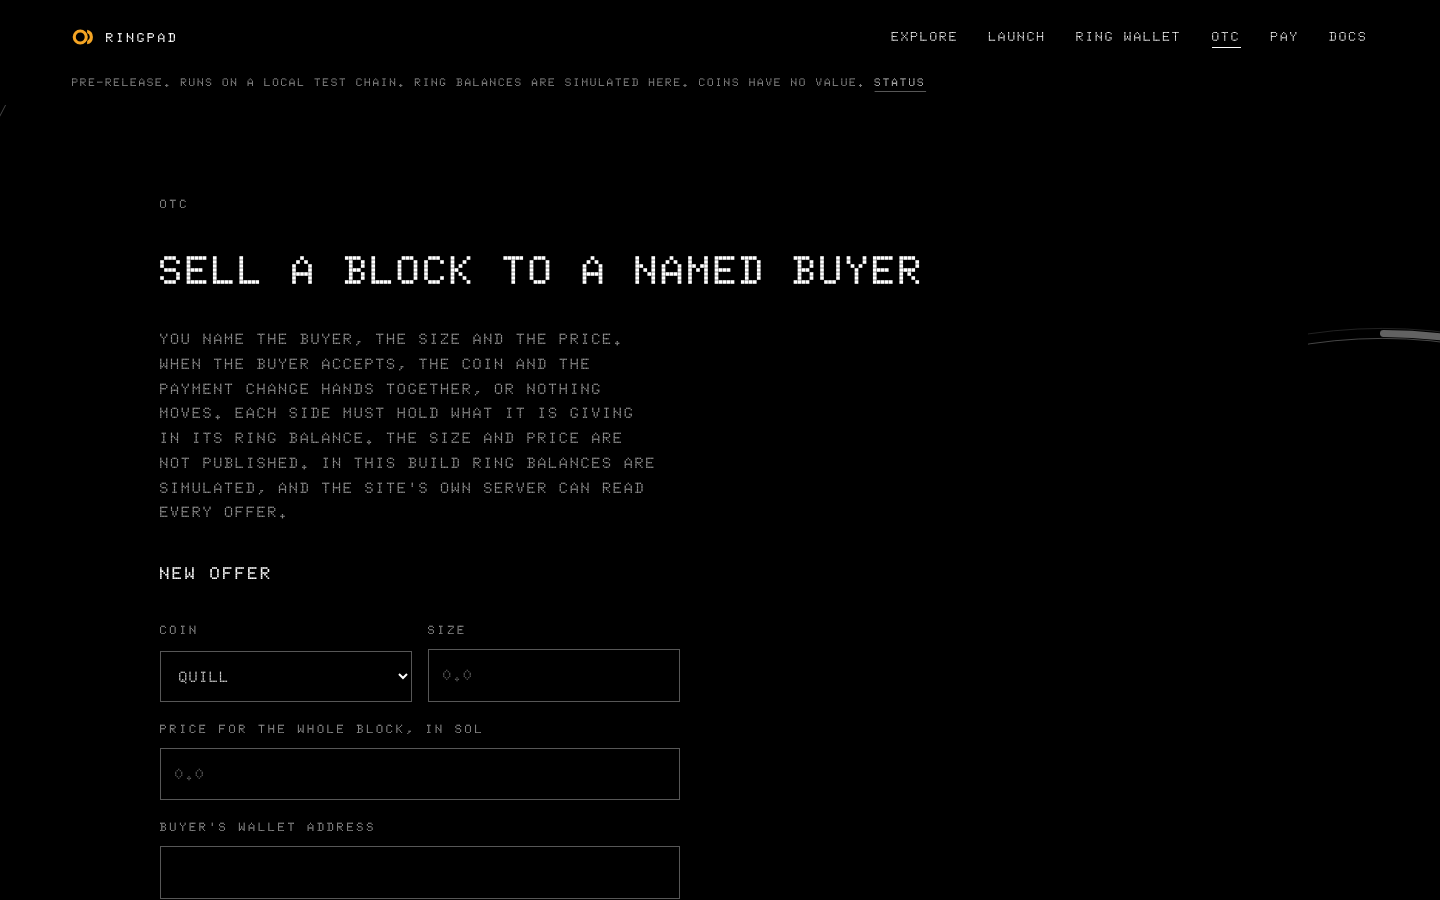 RINGPAD
EXPLORE LAUNCH RING WALLET OTC PAY DOCS
PRE-RELEASE. RUNS ON A LOCAL TEST CHAIN. RING BALANCES ARE SIMULATED HERE. COINS HAVE NO VALUE. STATUS
OTC
SELL A BLOCK TO A NAMED BUYER
YOU NAME THE BUYER, THE SIZE AND THE PRICE.
WHEN THE BUYER ACCEPTS, THE COIN AND THE
PAYMENT CHANGE HANDS TOGETHER, OR NOTHING
MOVES. EACH SIDE MUST HOLD WHAT IT IS GIVING
IN ITS RING BALANCE. THE SIZE AND PRICE ARE
NOT PUBLISHED. IN THIS BUILD RING BALANCES ARE
SIMULATED, AND THE SITE'S OWN SERVER CAN READ
EVERY OFFER.
NEW OFFER
COIN SIZE
QUILL 0.0
PRICE FOR THE WHOLE BLOCK, IN SOL
0.0
BUYER'S WALLET ADDRESS